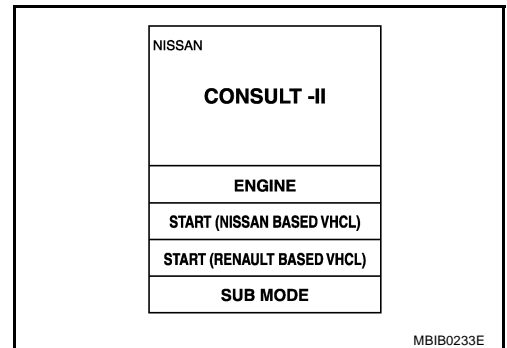 NISSAN
CONSULT -II
ENGINE
START (NISSAN BASED VHCL)
START (RENAULT BASED VHCL)
SUB MODE
MBIB0233E